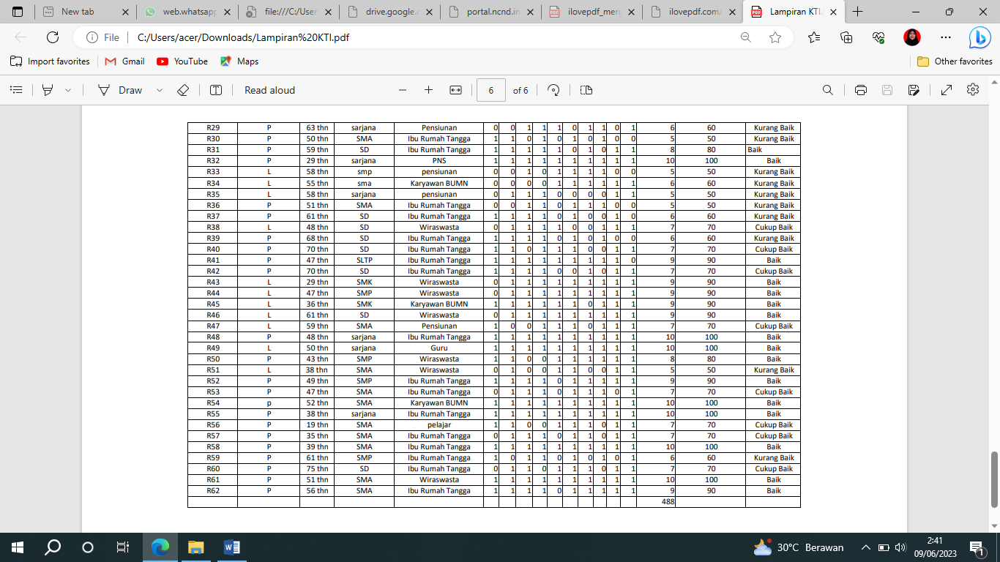 New tab
web.whatsapp
file:///C:/User
drive.google.c
portal.ncnd.in
ilovepdf_merg
ilovepdf.com/
Lampiran KTI.p
File C:/Users/acer/Downloads/Lampiran%20KTI.pdf
Import favorites Gmail YouTube Maps Other favorites
Draw Read aloud 6 of 6
R29 P 63 thn sarjana Pensiunan 0 0 1 1 1 0 1 1 0 1 6 60 Kurang Baik
R30 P 50 thn SMA Ibu Rumah Tangga 1 1 0 1 0 1 0 1 0 0 5 50 Kurang Baik
R31 P 59 thn SD Ibu Rumah Tangga 1 1 1 1 1 0 1 0 1 1 8 80 Baik
R32 P 29 thn sarjana PNS 1 1 1 1 1 1 1 1 1 1 10 100 Baik
R33 L 58 thn smp pensiunan 0 0 1 0 1 1 1 1 0 0 5 50 Kurang Baik
R34 L 55 thn sma Karyawan BUMN 0 0 0 0 1 1 1 1 1 1 6 60 Kurang Baik
R35 L 58 thn sarjana pensiunan 0 1 1 1 0 0 0 0 1 1 5 50 Kurang Baik
R36 P 51 thn SMA Ibu Rumah Tangga 0 0 1 1 0 1 1 1 0 0 5 50 Kurang Baik
R37 P 61 thn SD Ibu Rumah Tangga 1 1 1 1 0 1 0 0 1 0 6 60 Kurang Baik
R38 L 48 thn SD Wiraswasta 0 1 1 1 1 0 0 1 1 1 7 70 Cukup Baik
R39 P 68 thn SD Ibu Rumah Tangga 1 1 1 1 0 1 0 1 0 0 6 60 Kurang Baik
R40 P 70 thn SD Ibu Rumah Tangga 1 1 0 1 1 1 0 0 1 1 7 70 Cukup Baik
R41 P 47 thn SLTP Ibu Rumah Tangga 1 1 1 1 1 1 1 1 1 0 9 90 Baik
R42 P 70 thn SD Ibu Rumah Tangga 1 1 1 1 0 0 1 0 1 1 7 70 Cukup Baik
R43 L 29 thn SMK Wiraswasta 0 1 1 1 1 1 1 1 1 1 9 90 Baik
R44 L 47 thn SMP Wiraswasta 0 1 1 1 1 1 1 1 1 1 9 90 Baik
R45 L 36 thn SMK Karyawan BUMN 1 1 1 1 1 1 0 1 1 1 9 90 Baik
R46 L 61 thn SD Wiraswasta 0 1 1 1 1 1 1 1 1 1 9 90 Baik
R47 L 59 thn SMA Pensiunan 1 0 0 1 1 1 0 1 1 1 7 70 Cukup Baik
R48 P 48 thn sarjana Ibu Rumah Tangga 1 1 1 1 1 1 1 1 1 1 10 100 Baik
R49 L 50 thn sarjana Guru 1 1 1 1 1 1 1 1 1 1 10 100 Baik
R50 P 43 thn SMP Wiraswasta 1 1 0 0 1 1 1 1 1 1 8 80 Baik
R51 L 38 thn SMA Wiraswasta 0 1 0 0 1 1 0 0 1 1 5 50 Kurang Baik
R52 P 49 thn SMP Ibu Rumah Tangga 1 1 1 1 0 1 1 1 1 1 9 90 Baik
R53 P 47 thn SMA Ibu Rumah Tangga 0 1 1 1 0 1 1 1 0 1 7 70 Cukup Baik
R54 p 52 thn SMA Karyawan BUMN 1 1 1 1 1 1 1 1 1 1 10 100 Baik
R55 P 38 thn sarjana Ibu Rumah Tangga 1 1 1 1 1 1 1 1 1 1 10 100 Baik
R56 P 19 thn SMA pelajar 1 1 0 0 1 1 1 0 1 1 7 70 Cukup Baik
R57 P 35 thn SMA Ibu Rumah Tangga 0 1 1 1 0 1 1 0 1 1 7 70 Cukup Baik
R58 P 39 thn SMA Ibu Rumah Tangga 1 1 1 1 1 1 1 1 1 1 10 100 Baik
R59 P 61 thn SMP Ibu Rumah Tangga 1 0 1 1 0 1 0 1 0 1 6 60 Kurang Baik
R60 P 75 thn SD Ibu Rumah Tangga 0 1 1 0 1 1 1 0 1 1 7 70 Cukup Baik
R61 P 51 thn SMA Wiraswasta 1 1 1 1 1 1 1 1 1 1 10 100 Baik
R62 P 56 thn SMA Ibu Rumah Tangga 1 1 1 1 0 1 1 1 1 1 9 90 Baik
488
30°C Berawan
2:41
09/06/2023
1